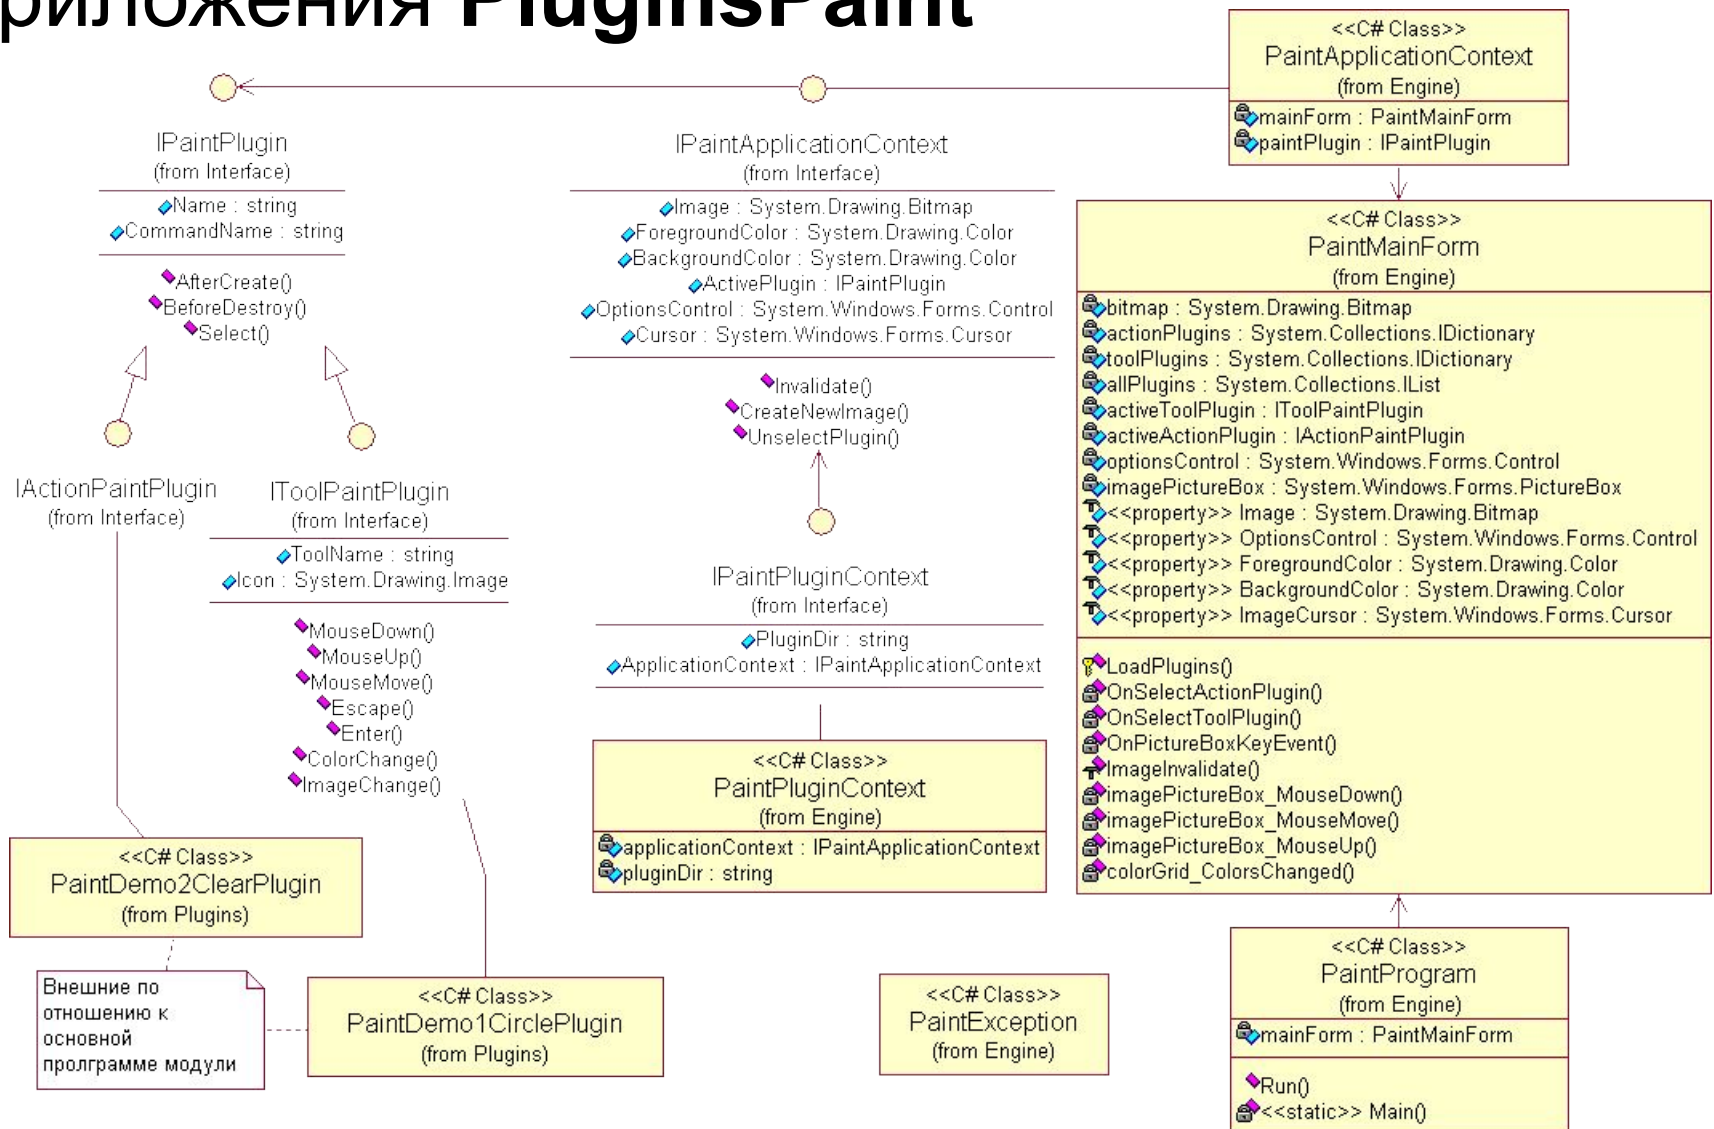 риложения PluginsPaint
IPaintPlugin
(from Interface)
Name : string
CommandName : string
AfterCreate()
BeforeDestroy()
Select()
IActionPaintPlugin
(from Interface)
IToolPaintPlugin
(from Interface)
ToolName : string
Icon : System.Drawing.Image
MouseDown()
MouseUp()
MouseMove()
Escape()
Enter()
ColorChange()
ImageChange()
<<C# Class>>
PaintDemo2ClearPlugin
(from Plugins)
Внешние по
отношению к
основной
пролграмме модули
<<C# Class>>
PaintDemo1CirclePlugin
(from Plugins)
IPaintApplicationContext
(from Interface)
Image : System.Drawing.Bitmap
ForegroundColor : System.Drawing.Color
BackgroundColor : System.Drawing.Color
ActivePlugin : IPaintPlugin
OptionsControl : System.Windows.Forms.Control
Cursor : System.Windows.Forms.Cursor
Invalidate()
CreateNewImage()
UnselectPlugin()
IPaintPluginContext
(from Interface)
PluginDir : string
ApplicationContext : IPaintApplicationContext
<<C# Class>>
PaintPluginContext
(from Engine)
applicationContext : IPaintApplicationContext
pluginDir : string
<<C# Class>>
PaintException
(from Engine)
<<C# Class>>
PaintApplicationContext
(from Engine)
mainForm : PaintMainForm
paintPlugin : IPaintPlugin
<<C# Class>>
PaintMainForm
(from Engine)
bitmap : System.Drawing.Bitmap
actionPlugins : System.Collections.IDictionary
toolPlugins : System.Collections.IDictionary
allPlugins : System.Collections.IList
activeToolPlugin : IToolPaintPlugin
activeActionPlugin : IActionPaintPlugin
optionsControl : System.Windows.Forms.Control
imagePictureBox : System.Windows.Forms.PictureBox
<<property>> Image : System.Drawing.Bitmap
<<property>> OptionsControl : System.Windows.Forms.Control
<<property>> ForegroundColor : System.Drawing.Color
<<property>> BackgroundColor : System.Drawing.Color
<<property>> ImageCursor : System.Windows.Forms.Cursor
LoadPlugins()
OnSelectActionPlugin()
OnSelectToolPlugin()
OnPictureBoxKeyEvent()
ImageInvalidate()
imagePictureBox_MouseDown()
imagePictureBox_MouseMove()
imagePictureBox_MouseUp()
colorGrid_ColorsChanged()
<<C# Class>>
PaintProgram
(from Engine)
mainForm : PaintMainForm
Run()
<<static>> Main()